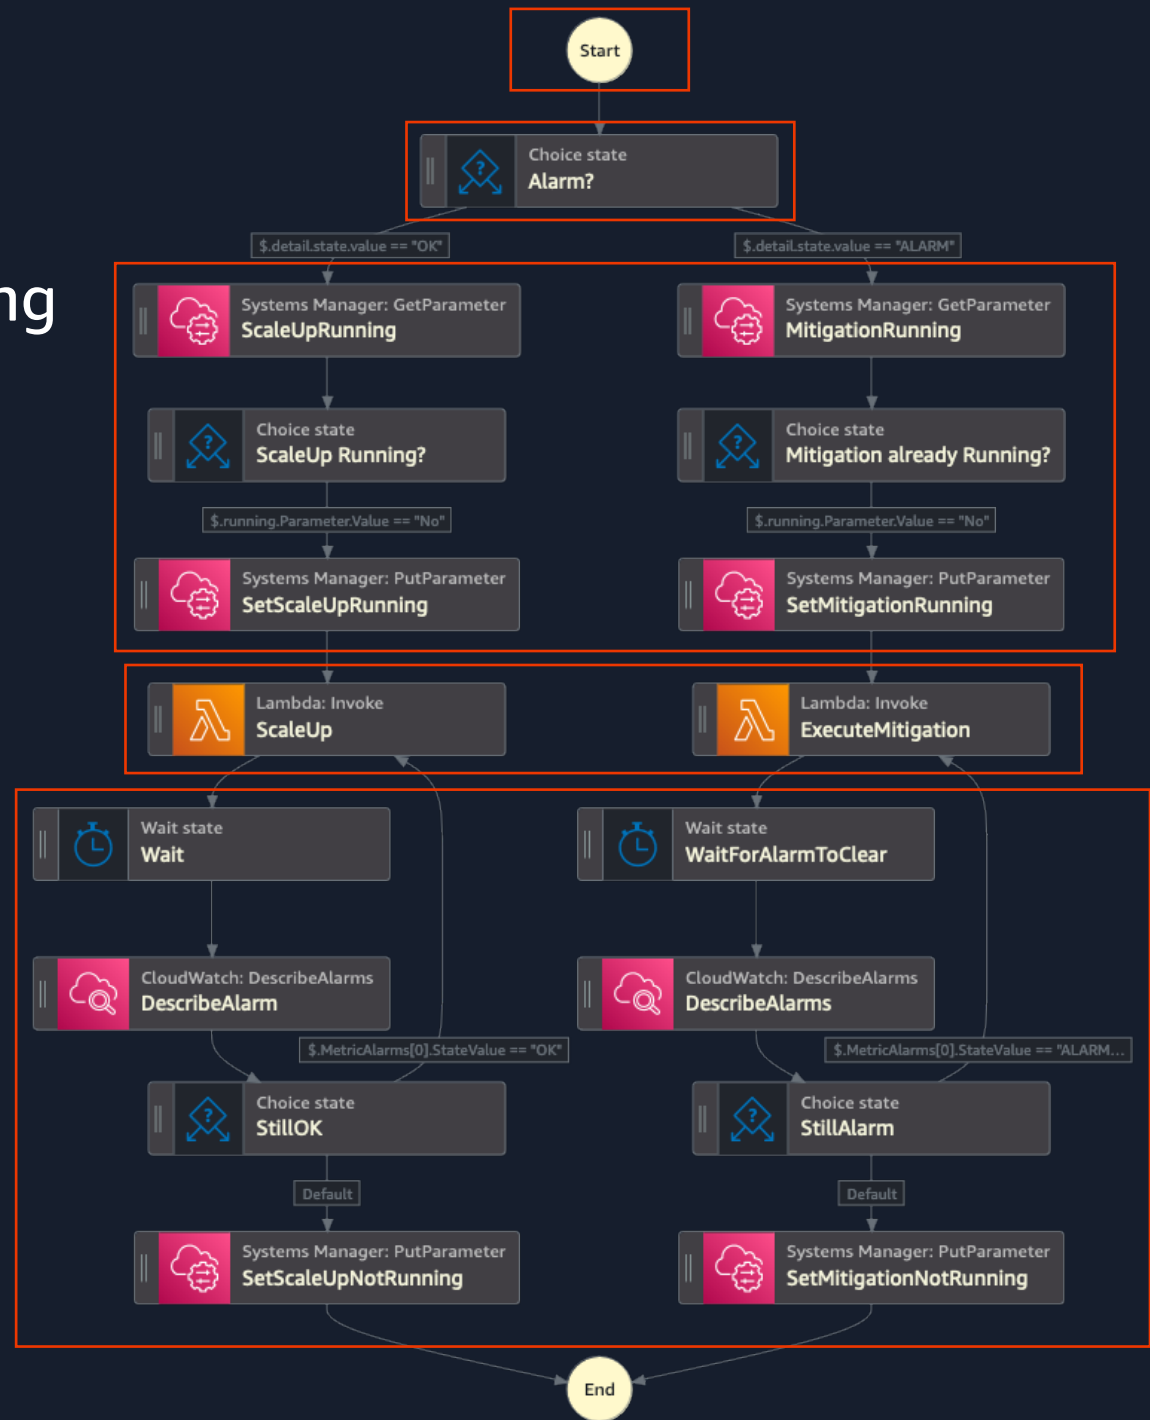 Start
Choice state
Alarm?
$.detail.state.value == "OK"
$.detail.state.value == "ALARM"
ng
Systems Manager: GetParameter
ScaleUpRunning
Systems Manager: GetParameter
MitigationRunning
Choice state
ScaleUp Running?
Choice state
Mitigation already Running?
$.running.Parameter.Value == "No"
$.running.Parameter.Value == "No"
Systems Manager: PutParameter
SetScaleUpRunning
Systems Manager: PutParameter
SetMitigationRunning
Lambda: Invoke
ScaleUp
Lambda: Invoke
ExecuteMitigation
Wait state
Wait
Wait state
WaitForAlarmToClear
CloudWatch: DescribeAlarms
DescribeAlarm
CloudWatch: DescribeAlarms
DescribeAlarms
$.MetricAlarms[0].StateValue == "OK"
$.MetricAlarms[0].StateValue == "ALARM...
Choice state
StillOK
Choice state
StillAlarm
Default
Default
Systems Manager: PutParameter
SetScaleUpNotRunning
Systems Manager: PutParameter
SetMitigationNotRunning
End